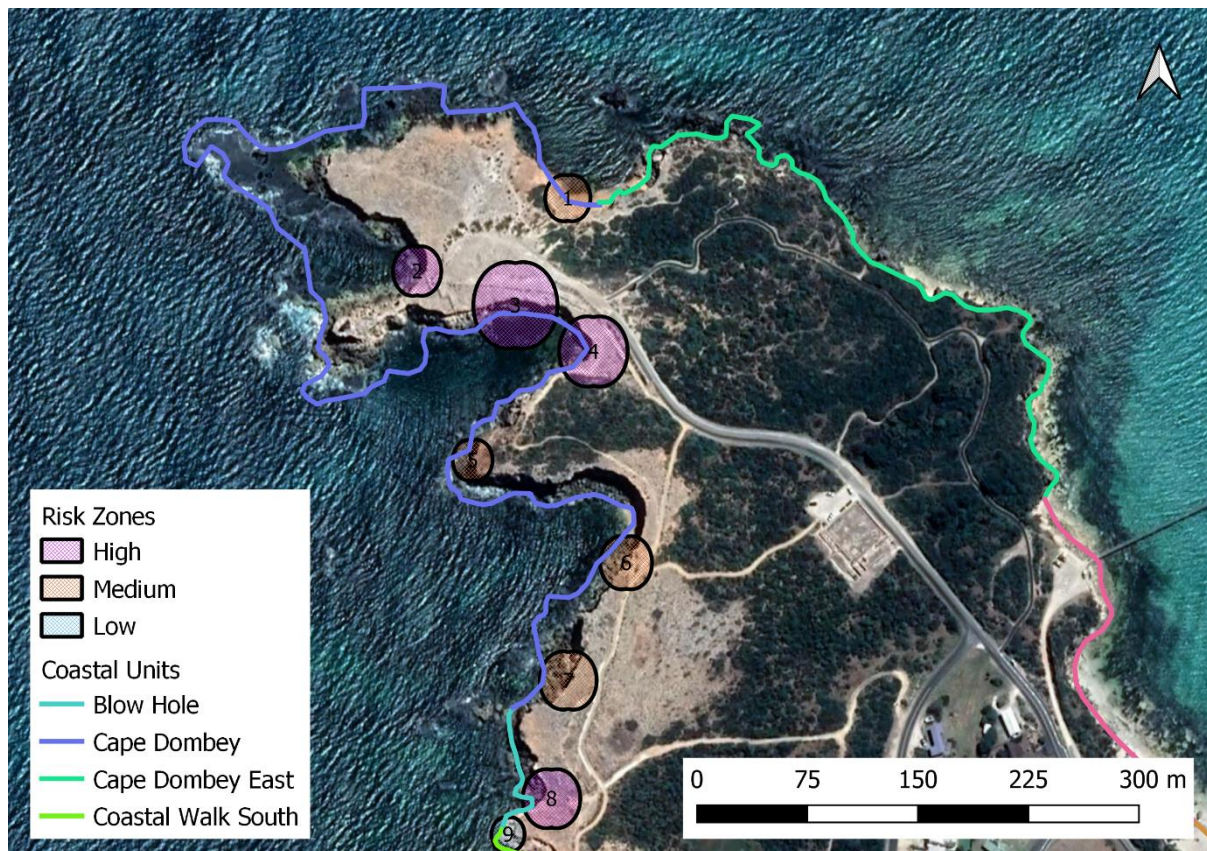 1
2
3
4
5
6
7
8
9
Risk Zones
High
Medium
Low
Coastal Units
Blow Hole
Cape Dombey
Cape Dombey East
Coastal Walk South
0 75 150 225 300 m